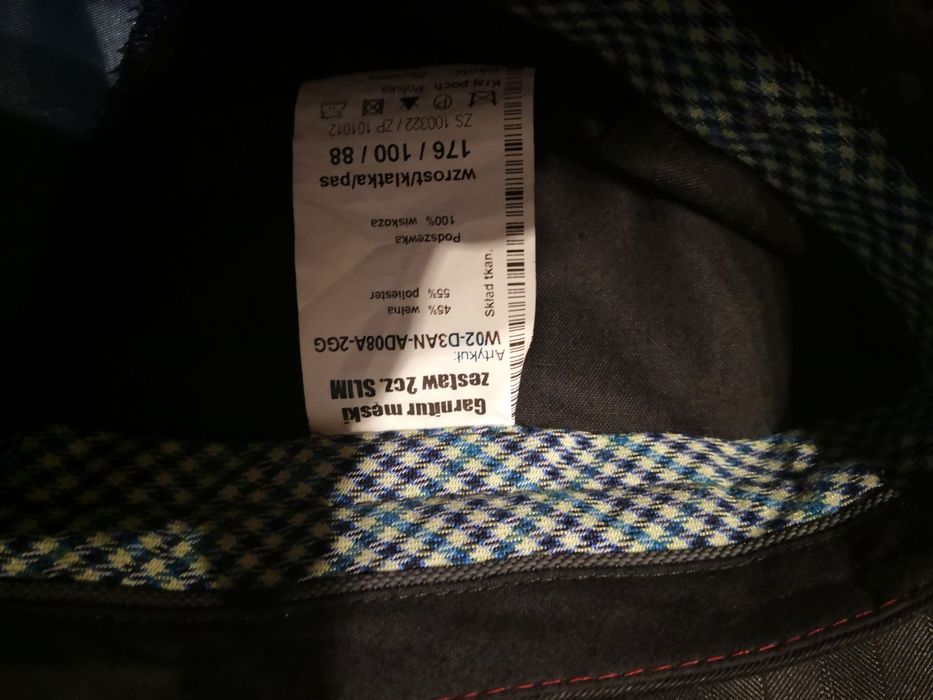 Garnitur męski
zestaw 2cz. SLIM
Artykuł:
W02-D3AN-AD08A-2GG
Skład tkan.
45% wełna
55% poliester
Podszewka
100% wiskoza
wzrost/klatka/pas
176 / 100 / 88
ZS 100322 / ZP 101012
Kraj poch Polska
Jakość: